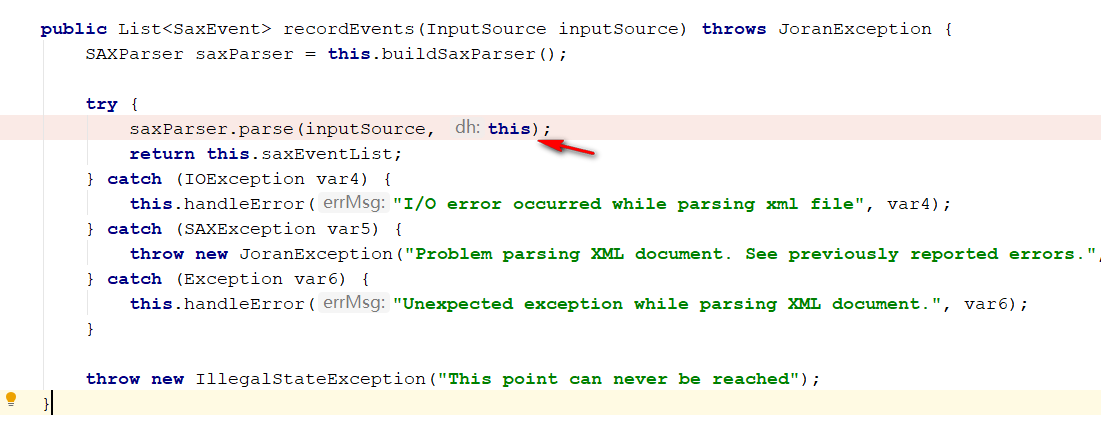 public List<SaxEvent> recordEvents(InputSource inputSource) throws JoranException {
SAXParser saxParser = this.buildSaxParser();
try {
saxParser.parse(inputSource, dh: this);
return this.saxEventList;
} catch (IOException var4) {
this.handleError( errMsg: "I/O error occurred while parsing xml file", var4);
} catch (SAXException var5) {
throw new JoranException("Problem parsing XML document. See previously reported errors.",
} catch (Exception var6) {
this.handleError( errMsg: "Unexpected exception while parsing XML document.", var6);
}
throw new IllegalStateException("This point can never be reached");
}